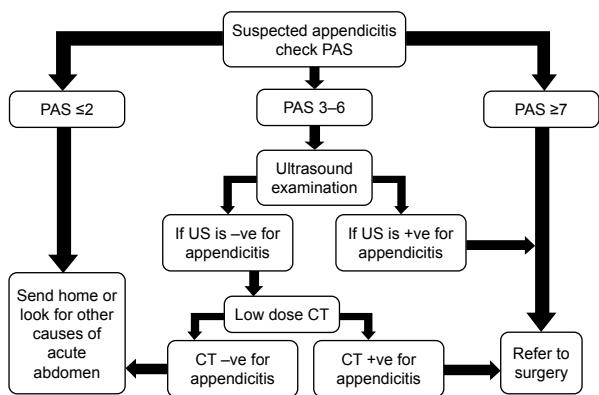 Suspected appendicitis
check PAS
PAS ≤2
PAS 3–6
PAS ≥7
Ultrasound
examination
If US is –ve for
appendicitis
If US is +ve for
appendicitis
Send home or
look for other
causes of
acute
abdomen
Low dose CT
CT –ve for
appendicitis
CT +ve for
appendicitis
Refer to
surgery